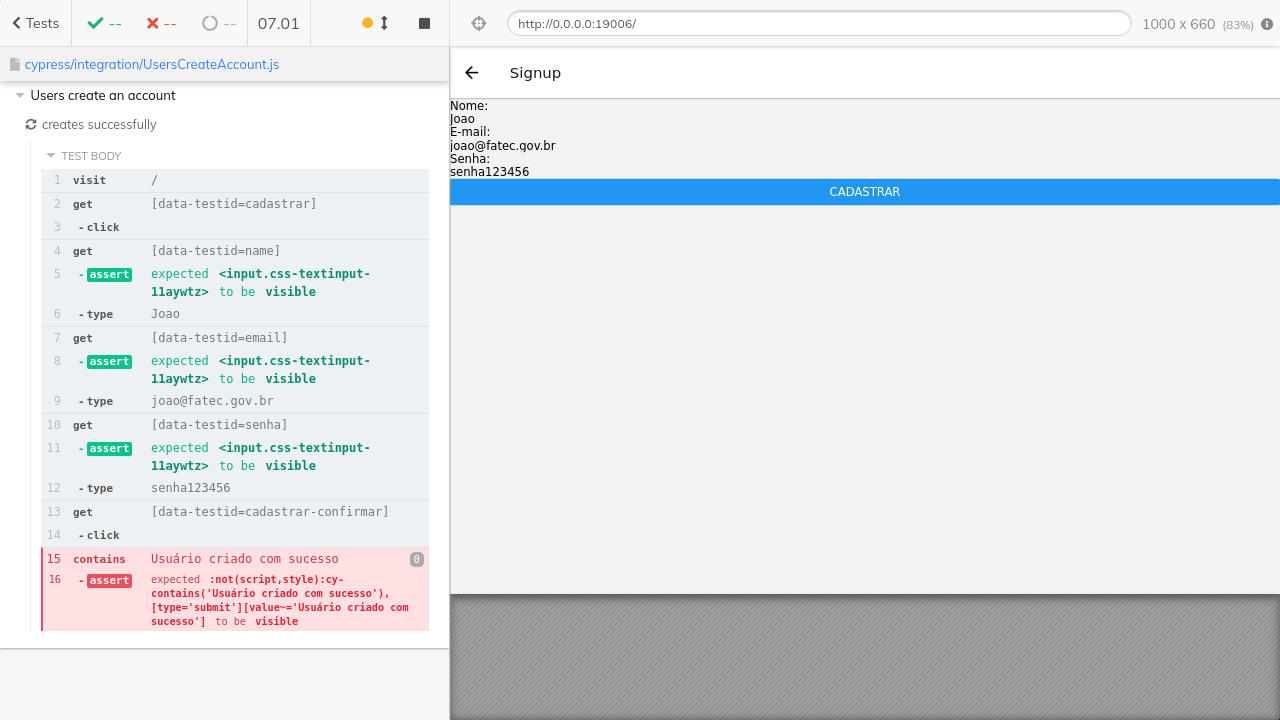 Tests
--
--
--
07.01
http://0.0.0.0:19006/
1000 x 660 (83%)
cypress/integration/UsersCreateAccount.js
Users create an account
creates successfully
TEST BODY
1 visit /
2 get [data-testid=cadastrar]
3 - click
4 get [data-testid=name]
5 - assert expected <input.css-textinput-
11aywtz> to be visible
6 - type Joao
7 get [data-testid=email]
8 - assert expected <input.css-textinput-
11aywtz> to be visible
9 - type joao@fatec.gov.br
10 get [data-testid=senha]
11 - assert expected <input.css-textinput-
11aywtz> to be visible
12 - type senha123456
13 get [data-testid=cadastrar-confirmar]
14 - click
15 contains Usuário criado com sucesso 0
16 - assert expected :not(script,style):cy-
contains('Usuário criado com sucesso'),
[type='submit'][value~='Usuário criado com
sucesso'] to be visible
Signup
Nome:
Joao
E-mail:
joao@fatec.gov.br
Senha:
senha123456
CADASTRAR